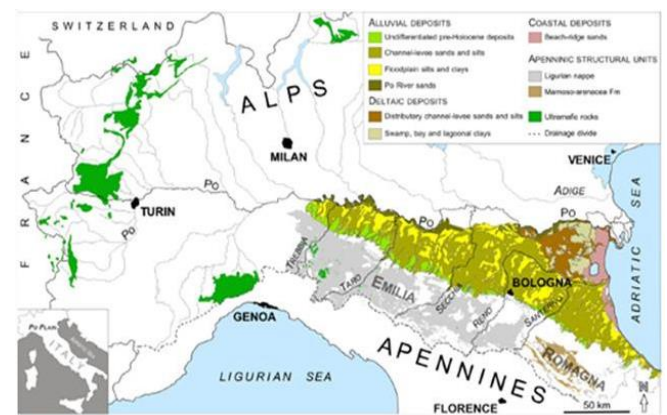 SWITZERLAND
FRANCE
ALPS
MILAN
TURIN
Po
Po
GENOA
LIGURIAN SEA
APENNINES
FLORENCE
EMILIA
ROMAGNA
BOLOGNA
TREBBIA
TARO
SECCHIA
RENO
SANTERNO
Po
Po
ADIGE
VENICE
ADRIATIC SEA
50 km
N
PO PLAIN
ITALY
ALLUVIAL DEPOSITS
Undifferentiated pre-Holocene deposits
Channel-levee sands and silts
Floodplain silts and clays
Po River sands
DELTAIC DEPOSITS
Distributary channel-levee sands and silts
Swamp, bay and lagoonal clays
COASTAL DEPOSITS
Beach-ridge sands
APENNINIC STRUCTURAL UNITS
Ligurian nappe
Marnoso-arenacea Fm
Ultramafic rocks
Drainage divide